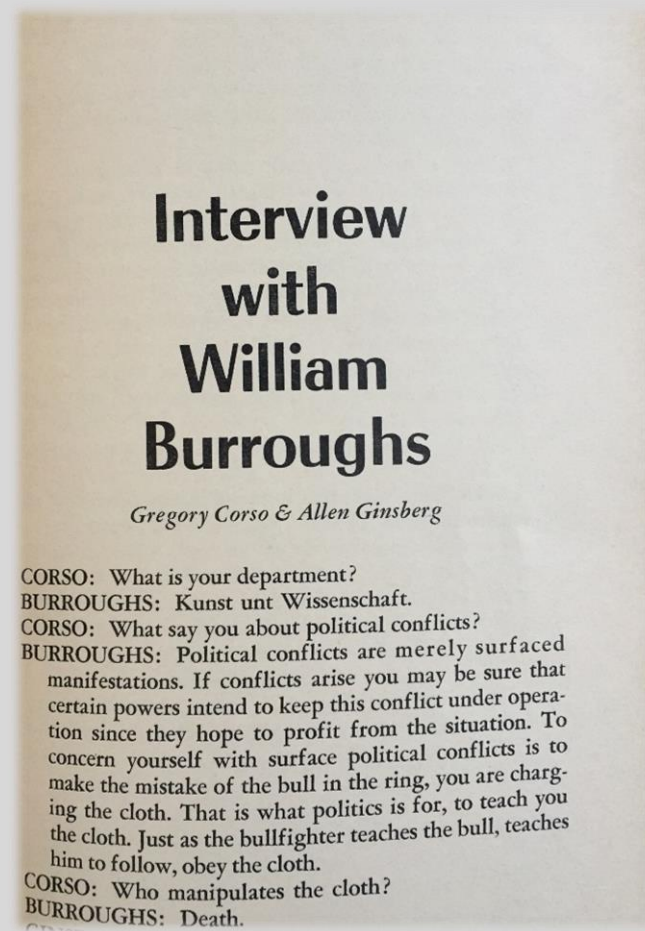 Interview
with
William
Burroughs
Gregory Corso & Allen Ginsberg
CORSO: What is your department?
BURROUGHS: Kunst unt Wissenschaft.
CORSO: What say you about political conflicts?
BURROUGHS: Political conflicts are merely surfaced
manifestations. If conflicts arise you may be sure that
certain powers intend to keep this conflict under opera-
tion since they hope to profit from the situation. To
concern yourself with surface political conflicts is to
make the mistake of the bull in the ring, you are charg-
ing the cloth. That is what politics is for, to teach you
the cloth. Just as the bullfighter teaches the bull, teaches
him to follow, obey the cloth.
CORSO: Who manipulates the cloth?
BURROUGHS: Death.